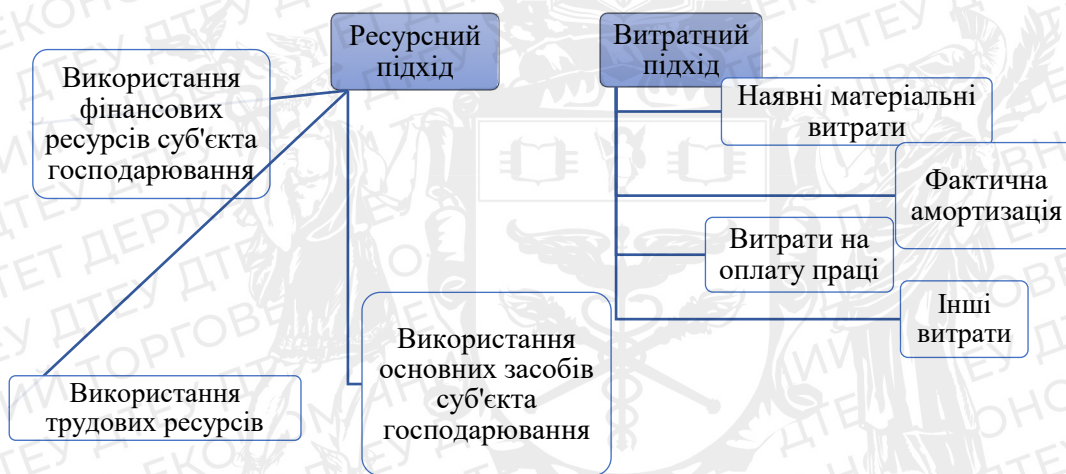 Ресурсний
підхід
Використання
фінансових
ресурсів суб'єкта
господарювання
Використання
трудових ресурсів
Використання
основних засобів
суб'єкта
господарювання
Витратний
підхід
Наявні матеріальні
витрати
Фактична
амортизація
Витрати на
оплату праці
Інші
витрати